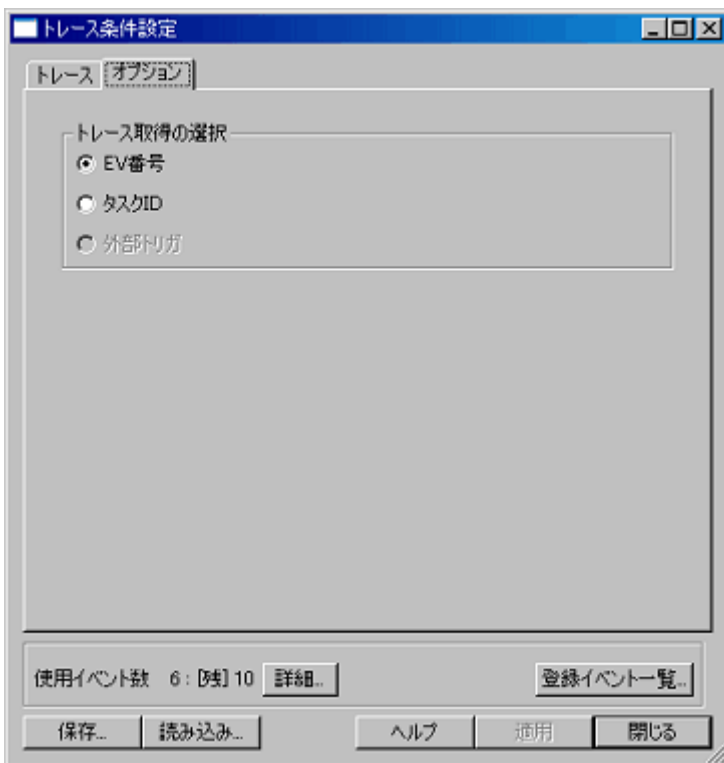 トレース条件設定
トレース オプション
トレース取得の選択
EV番号
タスクID
外部トリガ
使用イベント数 6 : [残] 10 詳細... 登録イベント一覧...
保存... 読み込み... ヘルプ 適用 閉じる